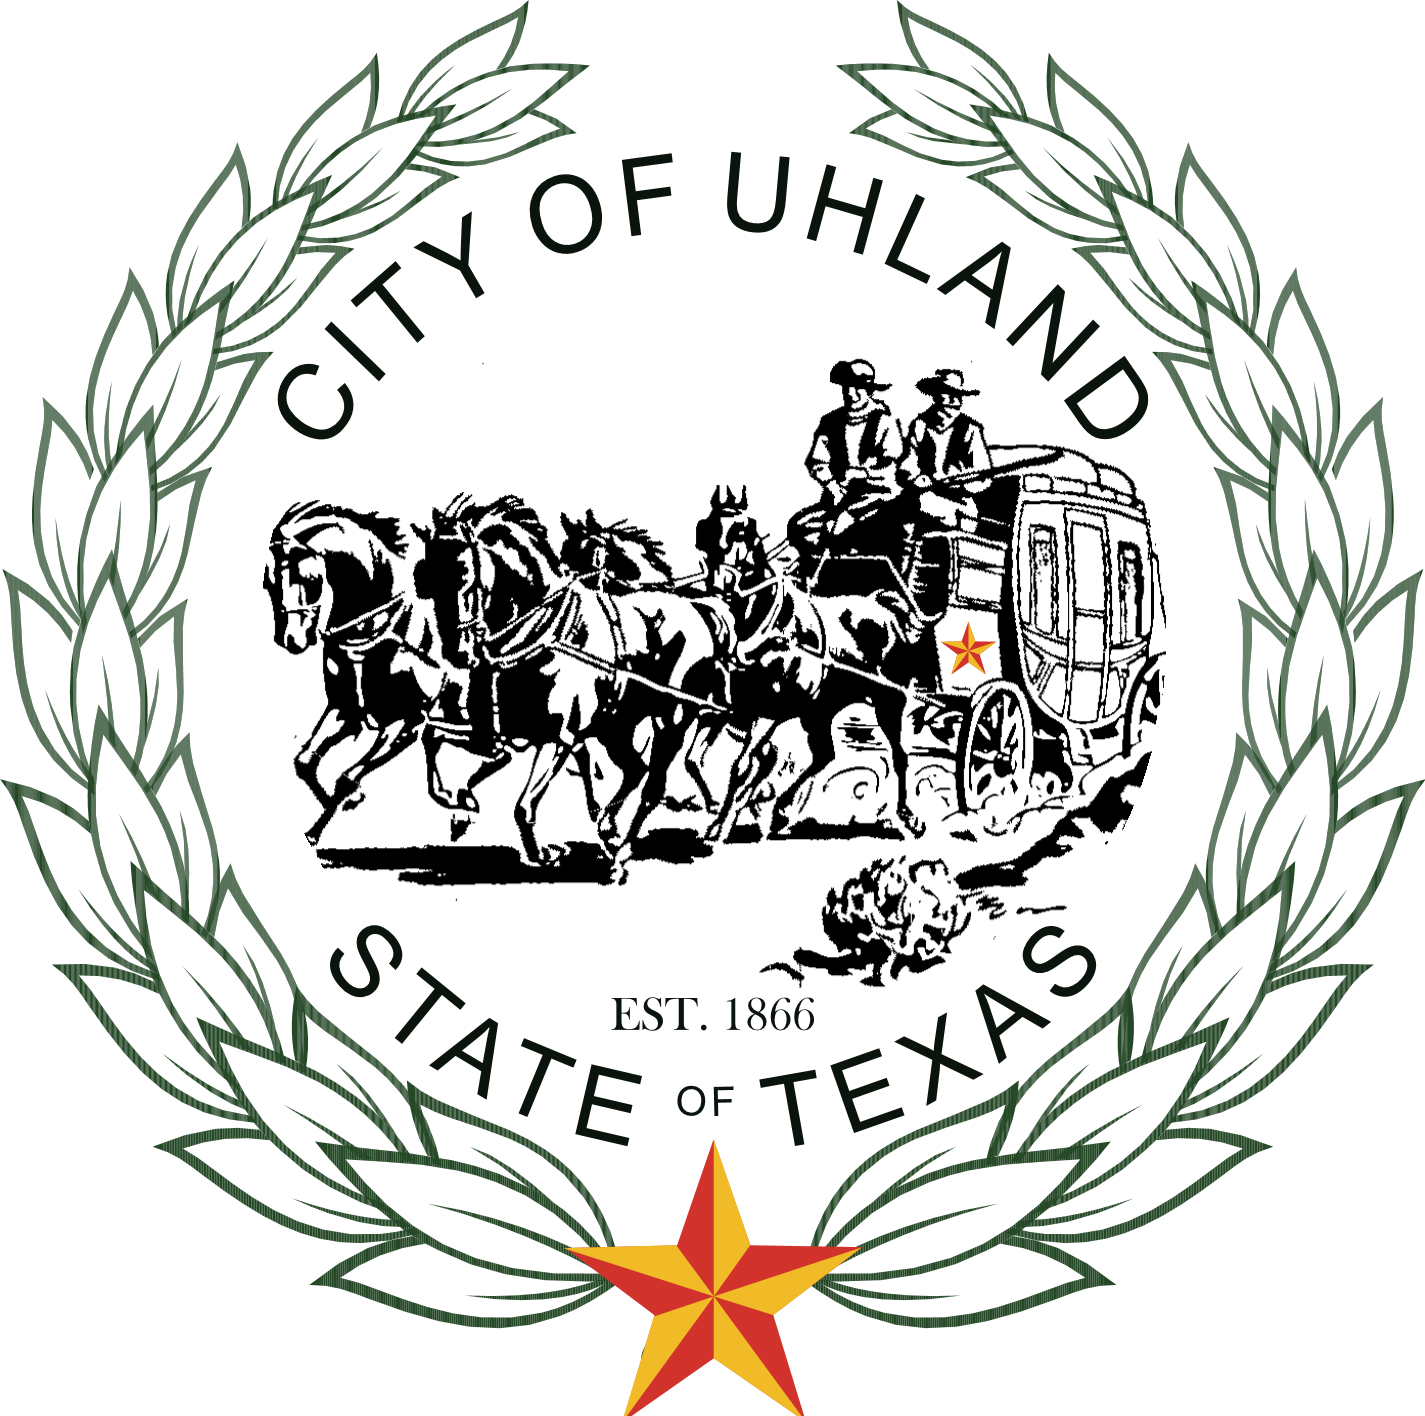 CITY OF UHLAND
EST. 1866
STATE OF TEXAS